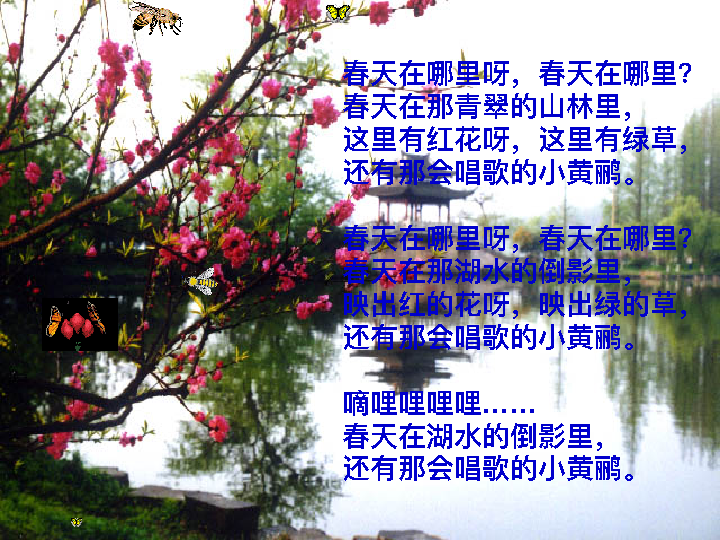 春天在哪里呀，春天在哪里？
春天在那青翠的山林里，
这里有红花呀，这里有绿草，
还有那会唱歌的小黄鹂。
春天在哪里呀，春天在哪里？
春天在那湖水的倒影里，
映出红的花呀，映出绿的草，
还有那会唱歌的小黄鹂。
嘀哩哩哩哩……
春天在湖水的倒影里，
还有那会唱歌的小黄鹂。